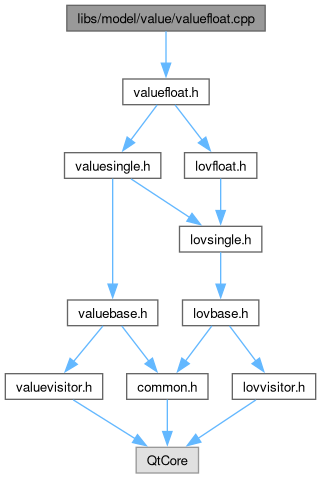 libs/model/value/valuefloat.cpp
valuefloat.h
valuesingle.h
lovfloat.h
lovsingle.h
valuebase.h
lovbase.h
valuevisitor.h
common.h
lovvisitor.h
QtCore